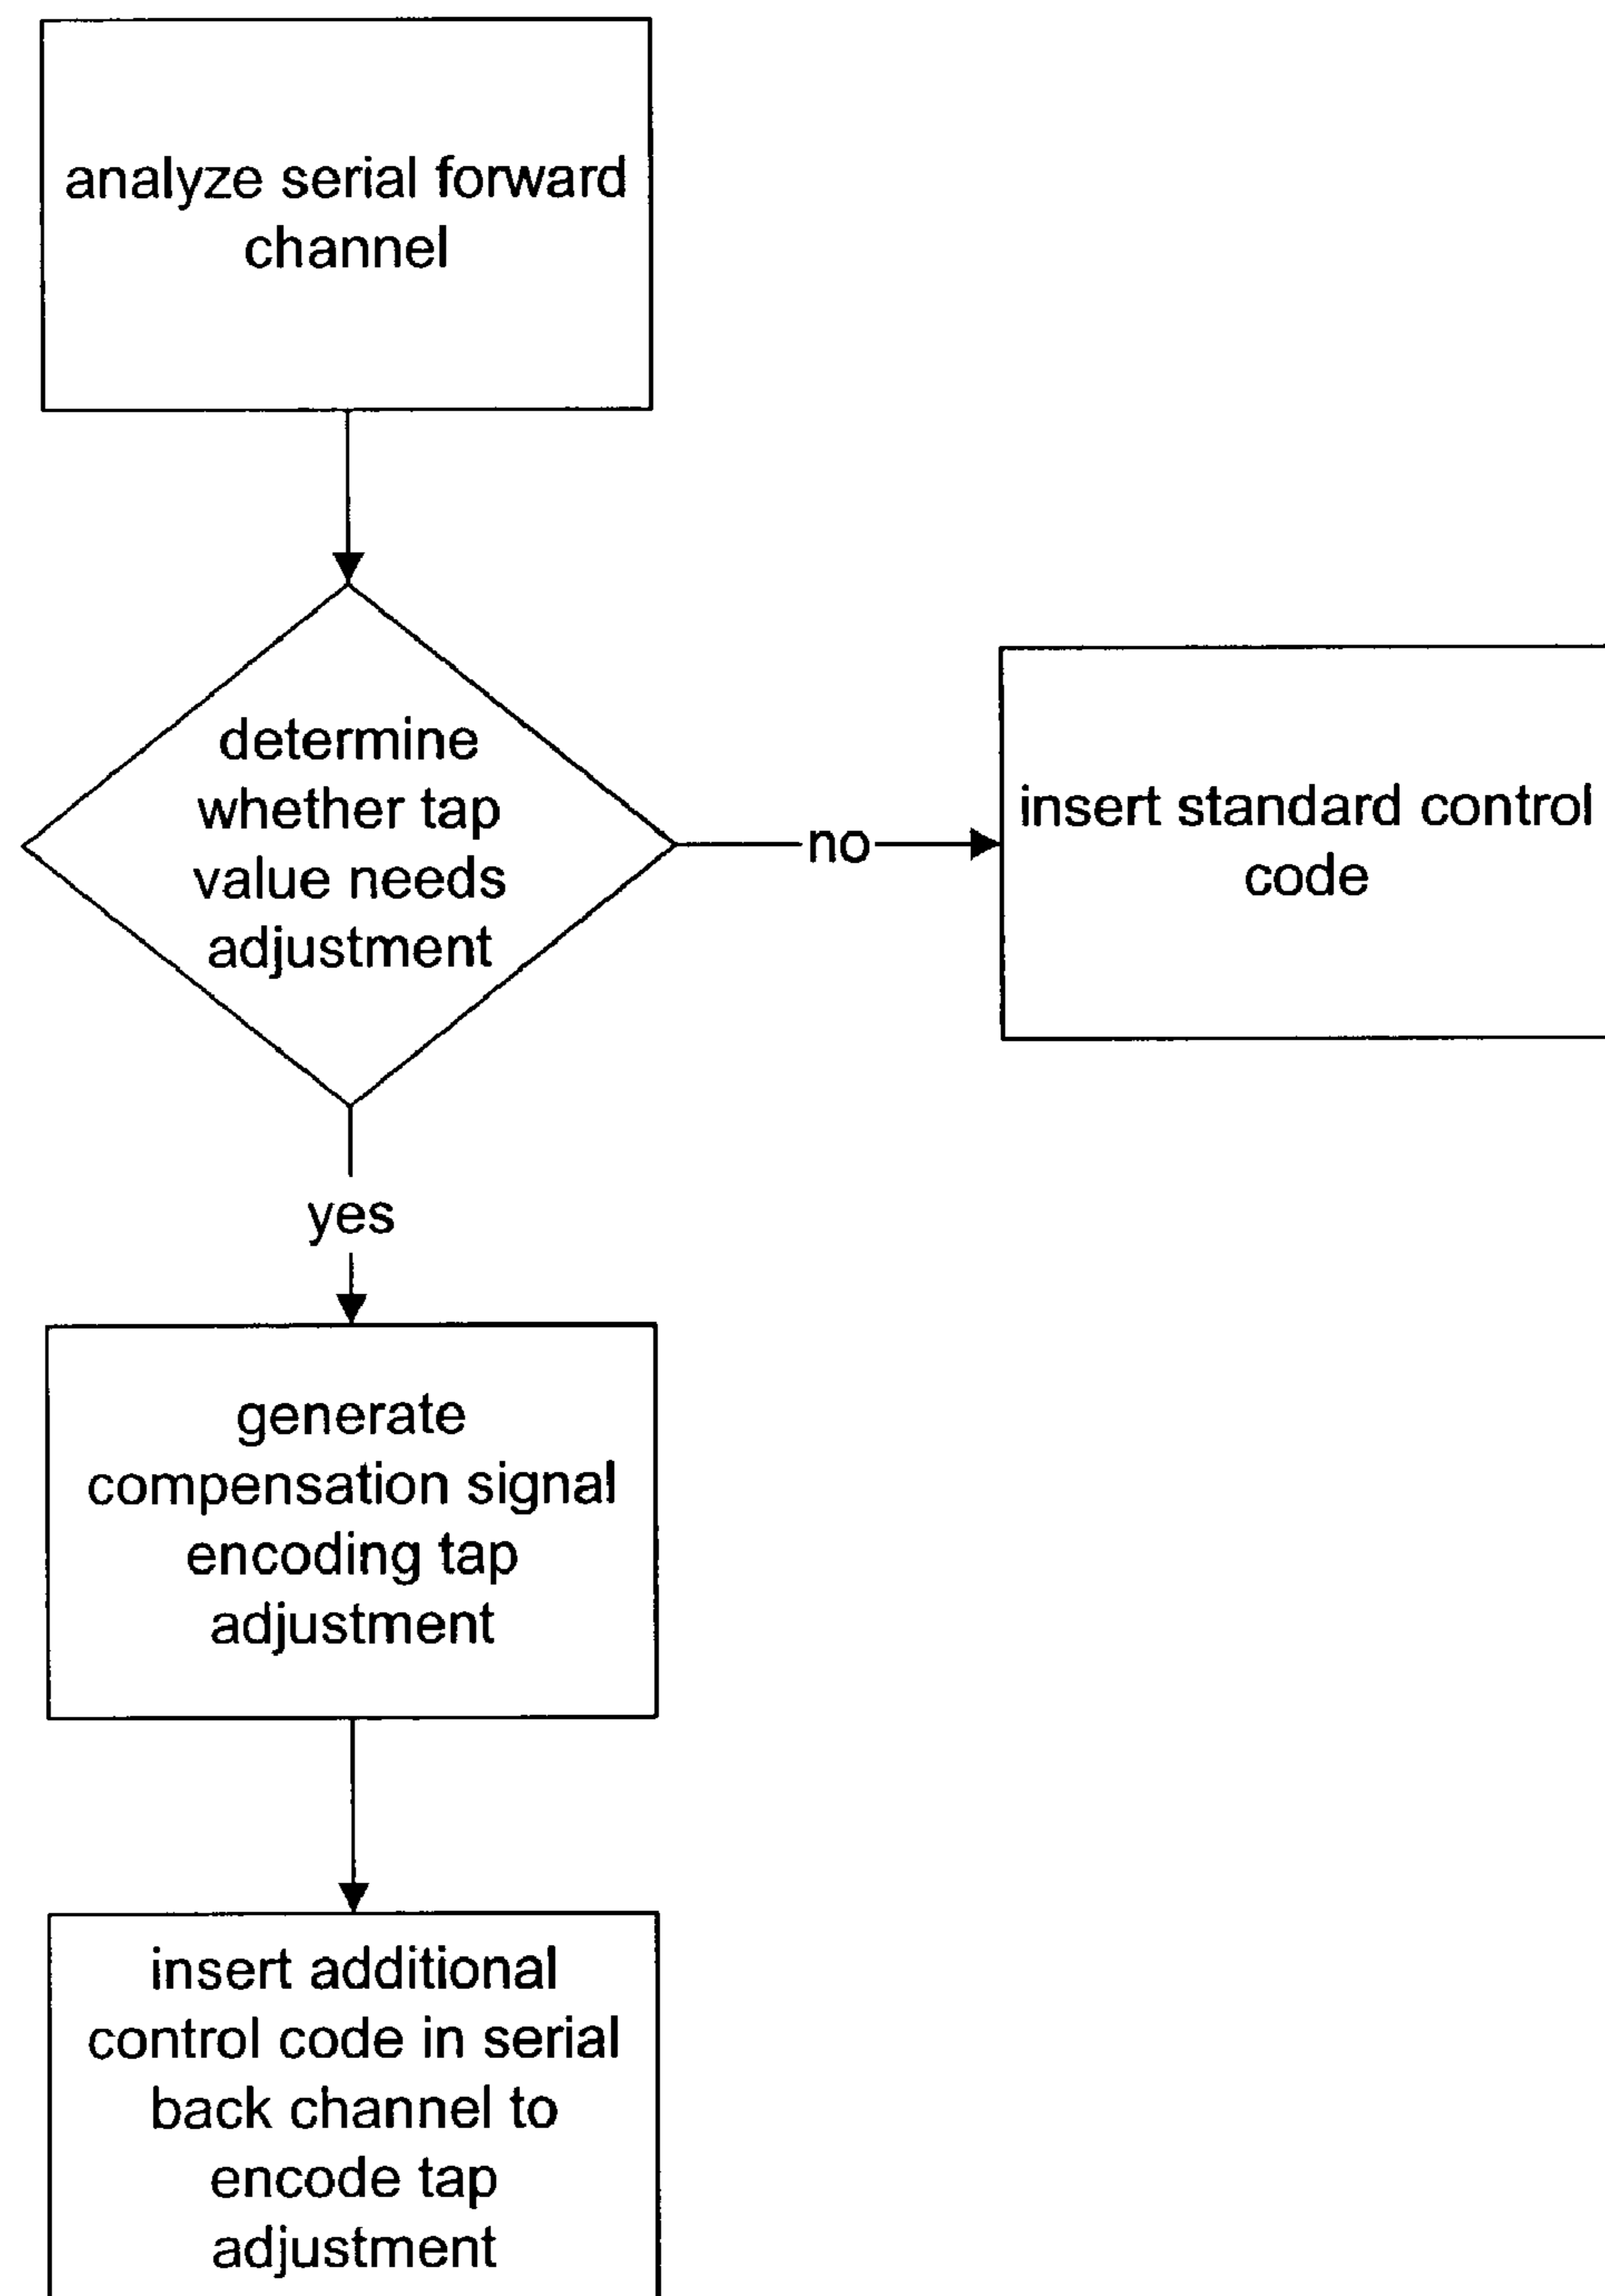 analyze serial forward
channel
determine
whether tap
value needs
adjustment
no
insert standard control
code
yes
generate
compensation signal
encoding tap
adjustment
insert additional
control code in serial
back channel to
encode tap
adjustment